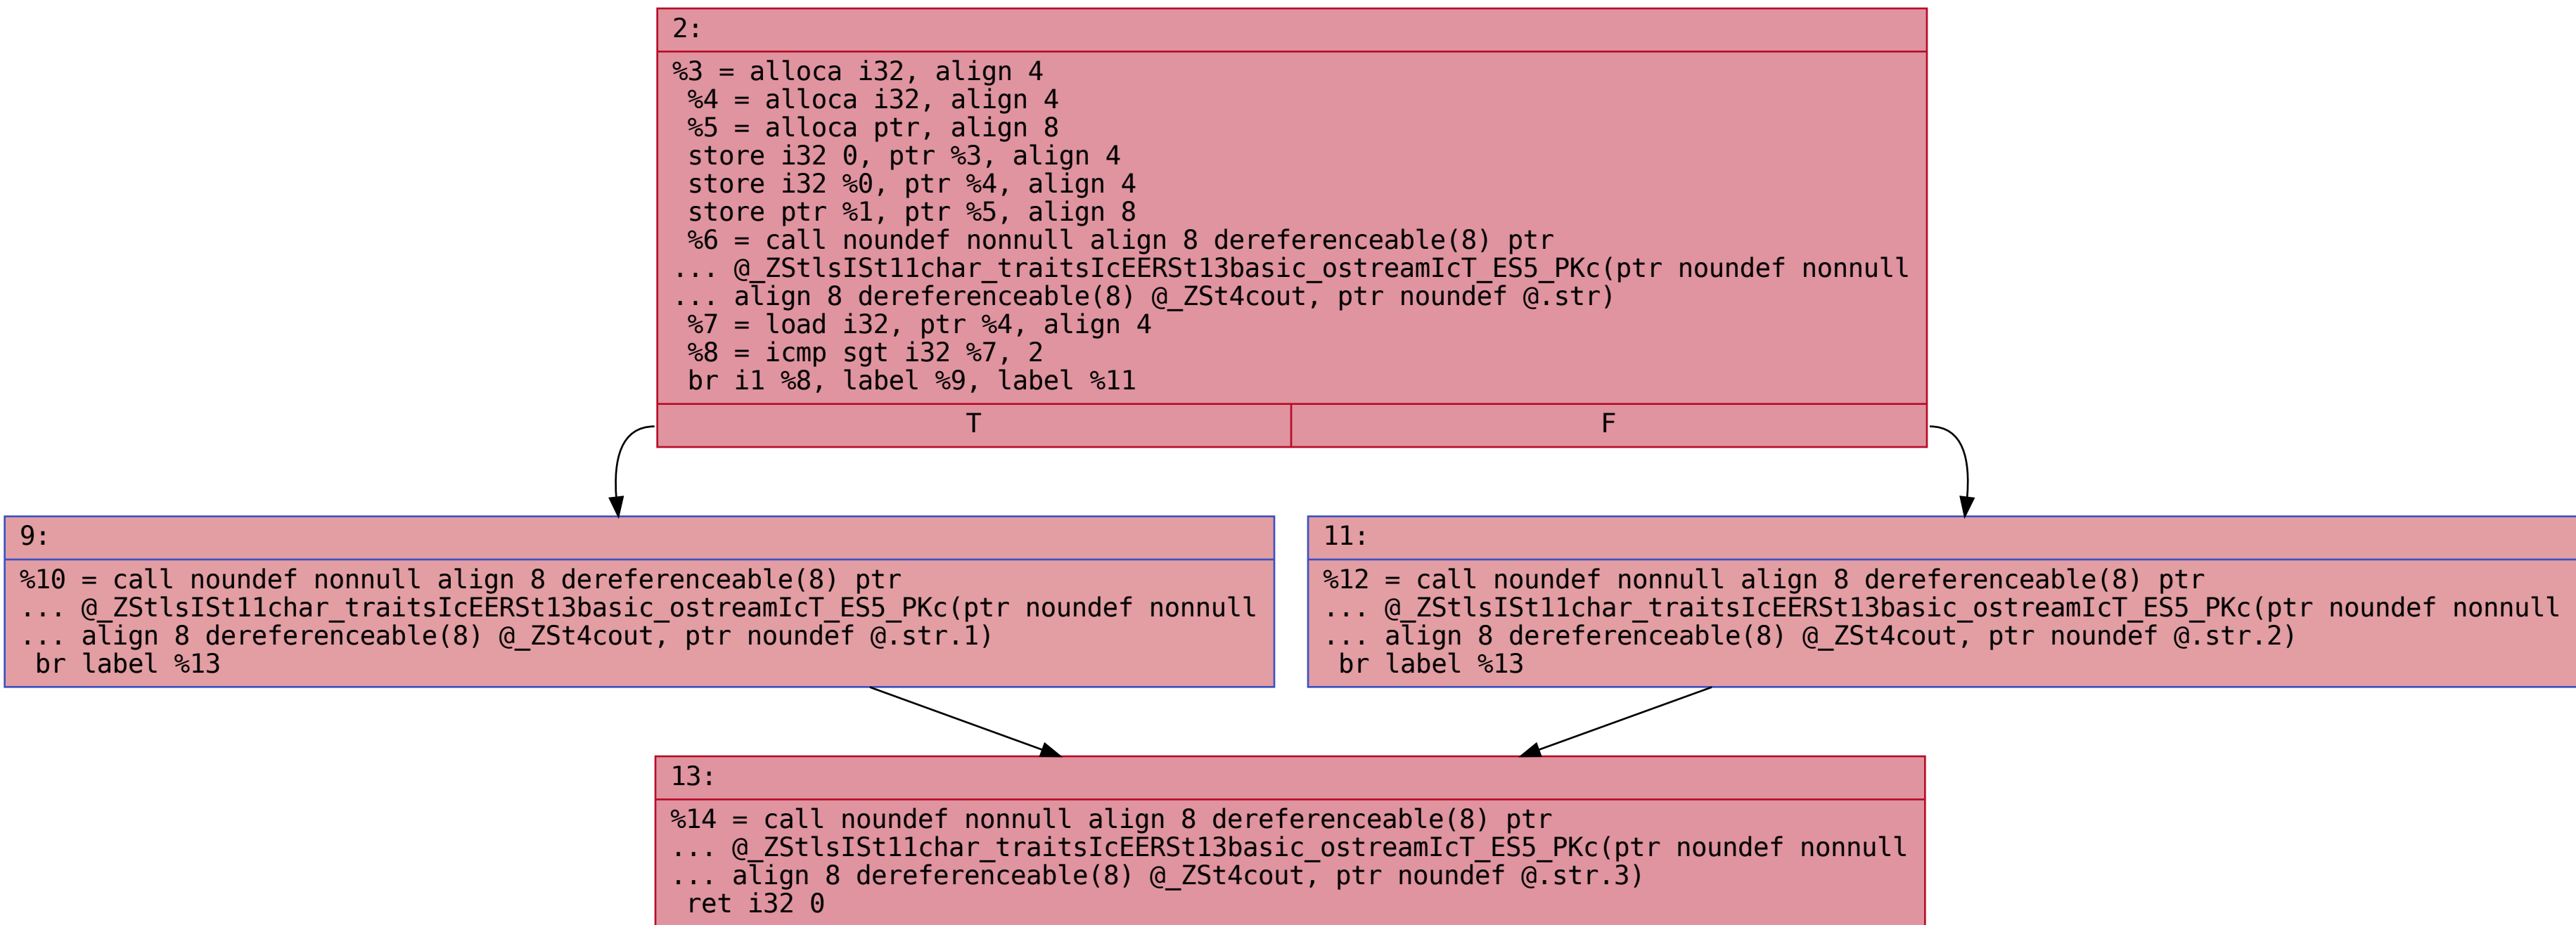 2:
%3 = alloca i32, align 4
%4 = alloca i32, align 4
%5 = alloca ptr, align 8
store i32 0, ptr %3, align 4
store i32 %0, ptr %4, align 4
store ptr %1, ptr %5, align 8
%6 = call noundef nonnull align 8 dereferenceable(8) ptr
... @_ZStlsISt11char_traitsIcEERSt13basic_ostreamIcT_ES5_PKc(ptr noundef nonnull
... align 8 dereferenceable(8) @_ZSt4cout, ptr noundef @.str)
%7 = load i32, ptr %4, align 4
%8 = icmp sgt i32 %7, 2
br i1 %8, label %9, label %11
T
F
9:
%10 = call noundef nonnull align 8 dereferenceable(8) ptr
... @_ZStlsISt11char_traitsIcEERSt13basic_ostreamIcT_ES5_PKc(ptr noundef nonnull
... align 8 dereferenceable(8) @_ZSt4cout, ptr noundef @.str.1)
br label %13
11:
%12 = call noundef nonnull align 8 dereferenceable(8) ptr
... @_ZStlsISt11char_traitsIcEERSt13basic_ostreamIcT_ES5_PKc(ptr noundef nonnull
... align 8 dereferenceable(8) @_ZSt4cout, ptr noundef @.str.2)
br label %13
13:
%14 = call noundef nonnull align 8 dereferenceable(8) ptr
... @_ZStlsISt11char_traitsIcEERSt13basic_ostreamIcT_ES5_PKc(ptr noundef nonnull
... align 8 dereferenceable(8) @_ZSt4cout, ptr noundef @.str.3)
ret i32 0